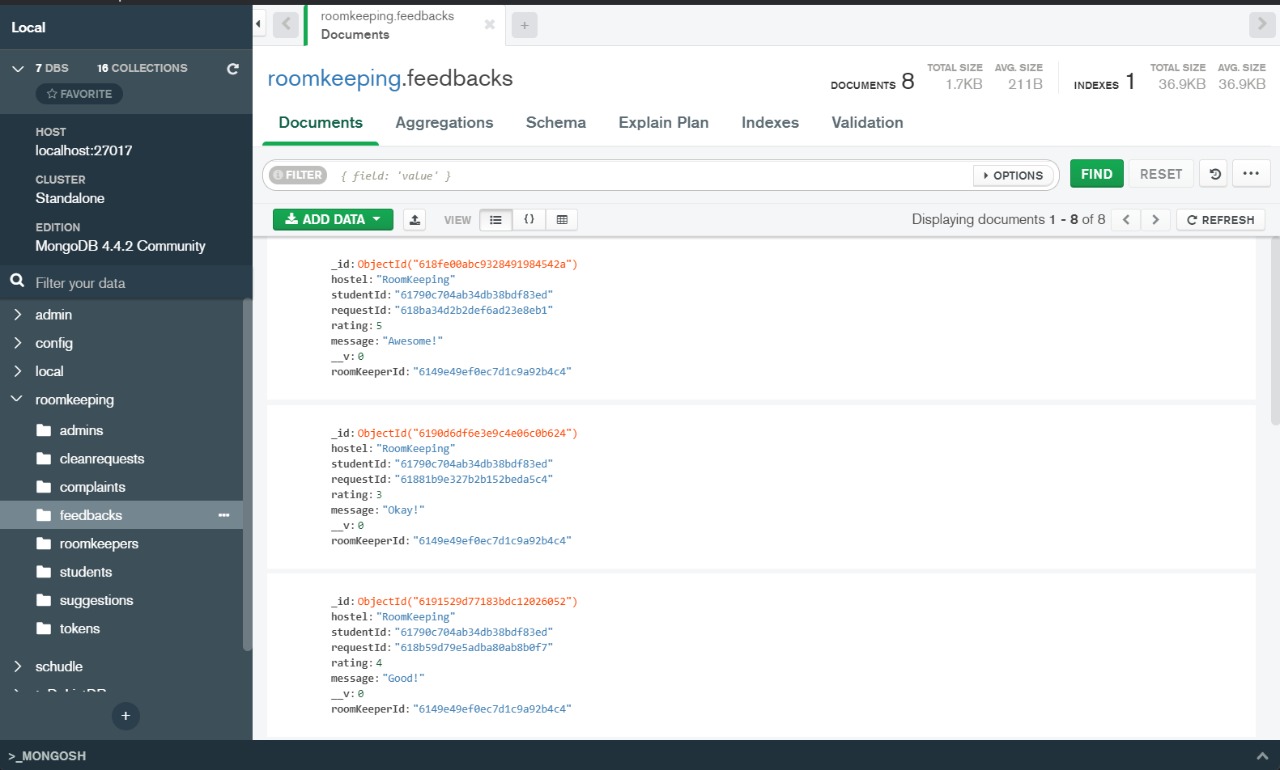 Local
7 DBS 16 COLLECTIONS
FAVORITE
HOST
localhost:27017
CLUSTER
Standalone
EDITION
MongoDB 4.4.2 Community
Filter your data
admin
config
local
roomkeeping
admins
cleanrequests
complaints
feedbacks
roomkeepers
students
suggestions
tokens
schudle
roomkeeping.feedbacks
Documents
roomkeeping.feedbacks
DOCUMENTS 8 TOTAL SIZE 1.7KB AVG. SIZE 211B INDEXES 1 TOTAL SIZE 36.9KB AVG. SIZE 36.9KB
Documents Aggregations Schema Explain Plan Indexes Validation
FILTER { field: 'value' } OPTIONS FIND RESET ...
ADD DATA VIEW {} Displaying documents 1 - 8 of 8 < > REFRESH
_id: ObjectId("618fe00abc9328491984542a")
hostel: "RoomKeeping"
studentId: "61790c704ab34db38bdf83ed"
requestId: "618ba34d2b2def6ad23e8eb1"
rating: 5
message: "Awesome!"
__v: 0
roomKeeperId: "6149e49ef0ec7d1c9a92b4c4"
_id: ObjectId("6190d6df6e3e9c4e06c0b624")
hostel: "RoomKeeping"
studentId: "61790c704ab34db38bdf83ed"
requestId: "61881b9e327b2b152beda5c4"
rating: 3
message: "Okay!"
__v: 0
roomKeeperId: "6149e49ef0ec7d1c9a92b4c4"
_id: ObjectId("6191529d77183bdc12026052")
hostel: "RoomKeeping"
studentId: "61790c704ab34db38bdf83ed"
requestId: "618b59d79e5adba80ab8b0f7"
rating: 4
message: "Good!"
__v: 0
roomKeeperId: "6149e49ef0ec7d1c9a92b4c4"
>_MONGOSH